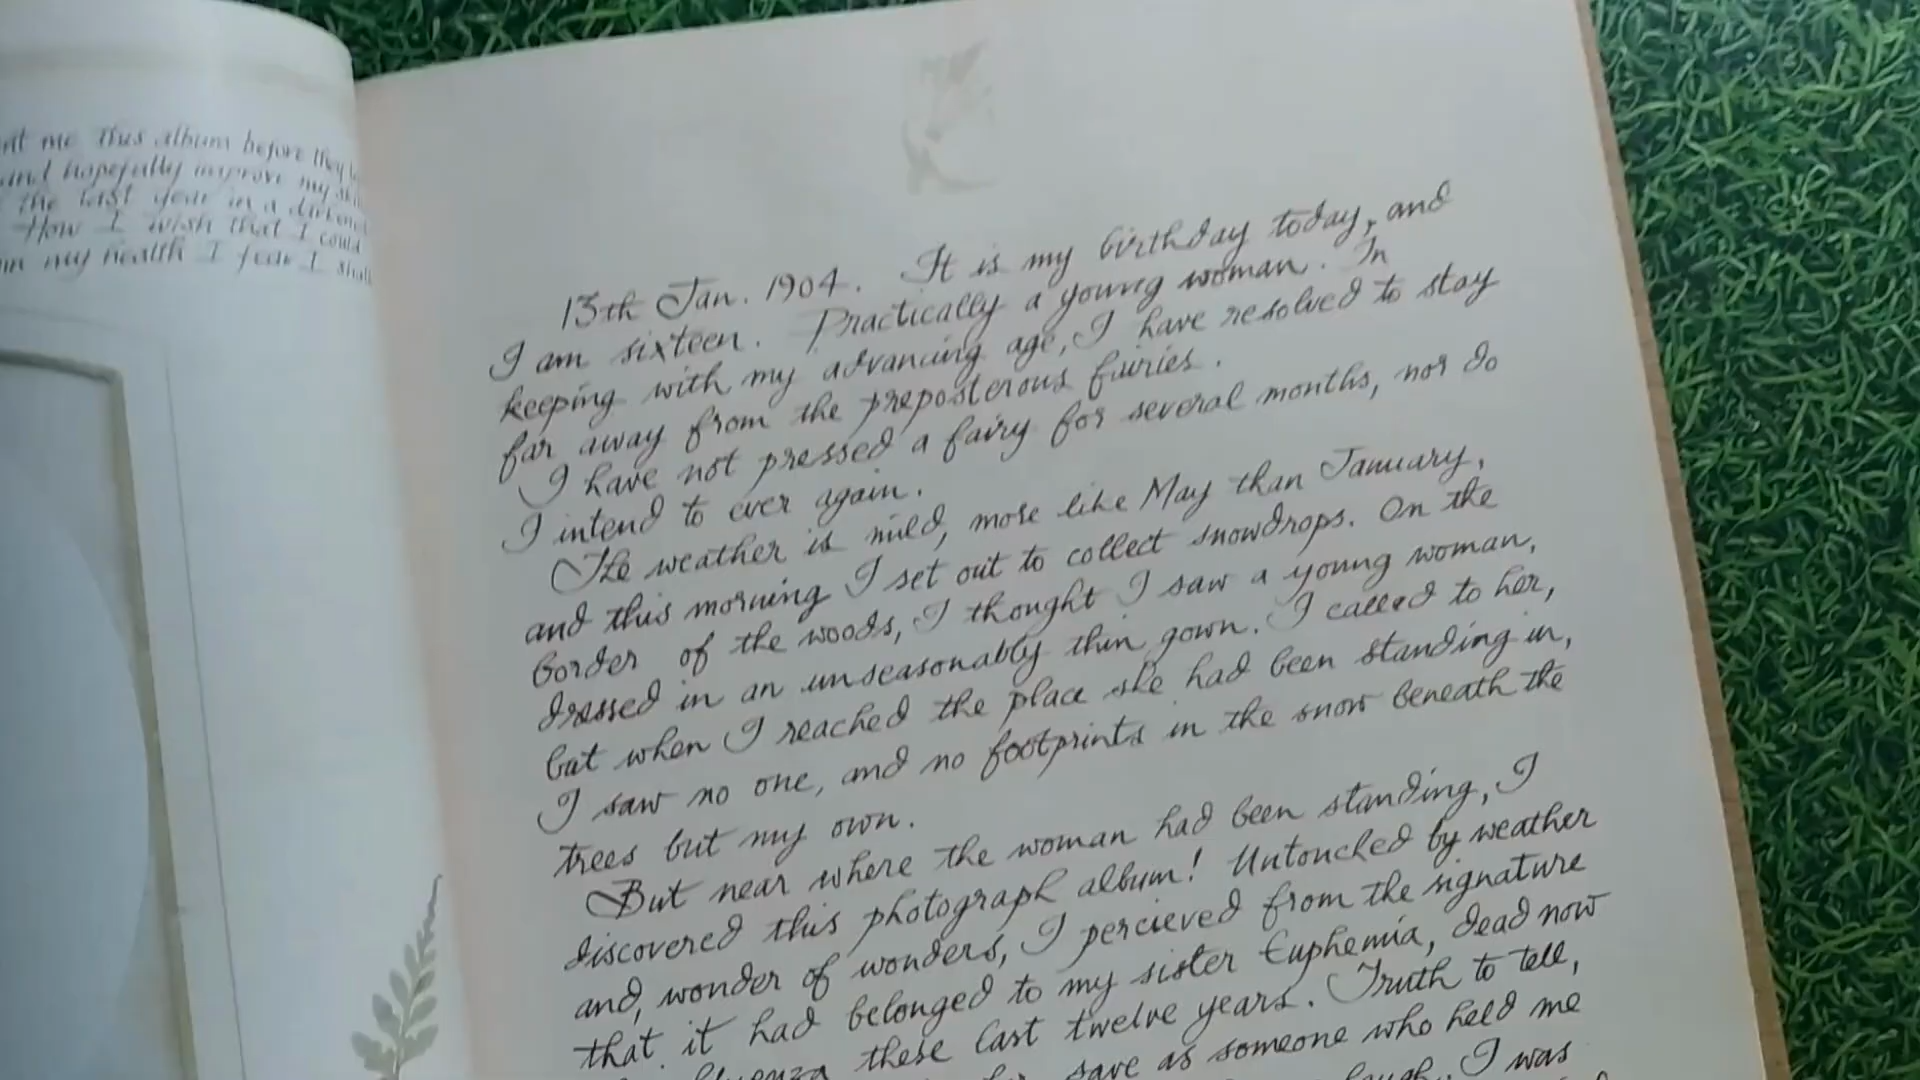 me this album before they
and hopefully improve my
the last year in a
How I wish that I could
my health I fear I shall
13th Jan. 1904. It is my birthday today, and
I am sixteen. Practically a young woman. In
keeping with my advancing age, I have resolved to stay
far away from the preposterous fairies.
I have not pressed a fairy for several months, nor do
I intend to ever again.
The weather is mild, more like May than January,
and this morning I set out to collect snowdrops. On the
border of the woods, I thought I saw a young woman,
dressed in an unseasonably thin gown. I called to her,
but when I reached the place she had been standing in,
I saw no one, and no footprints in the snow beneath the
trees but my own.
But near where the woman had been standing, I
discovered this photograph album! Untouched by weather
and, wonder of wonders, I percieved from the signature
that it had belonged to my sister Euphemia, dead now
these last twelve years. Truth to tell,
save as someone who held me
I was